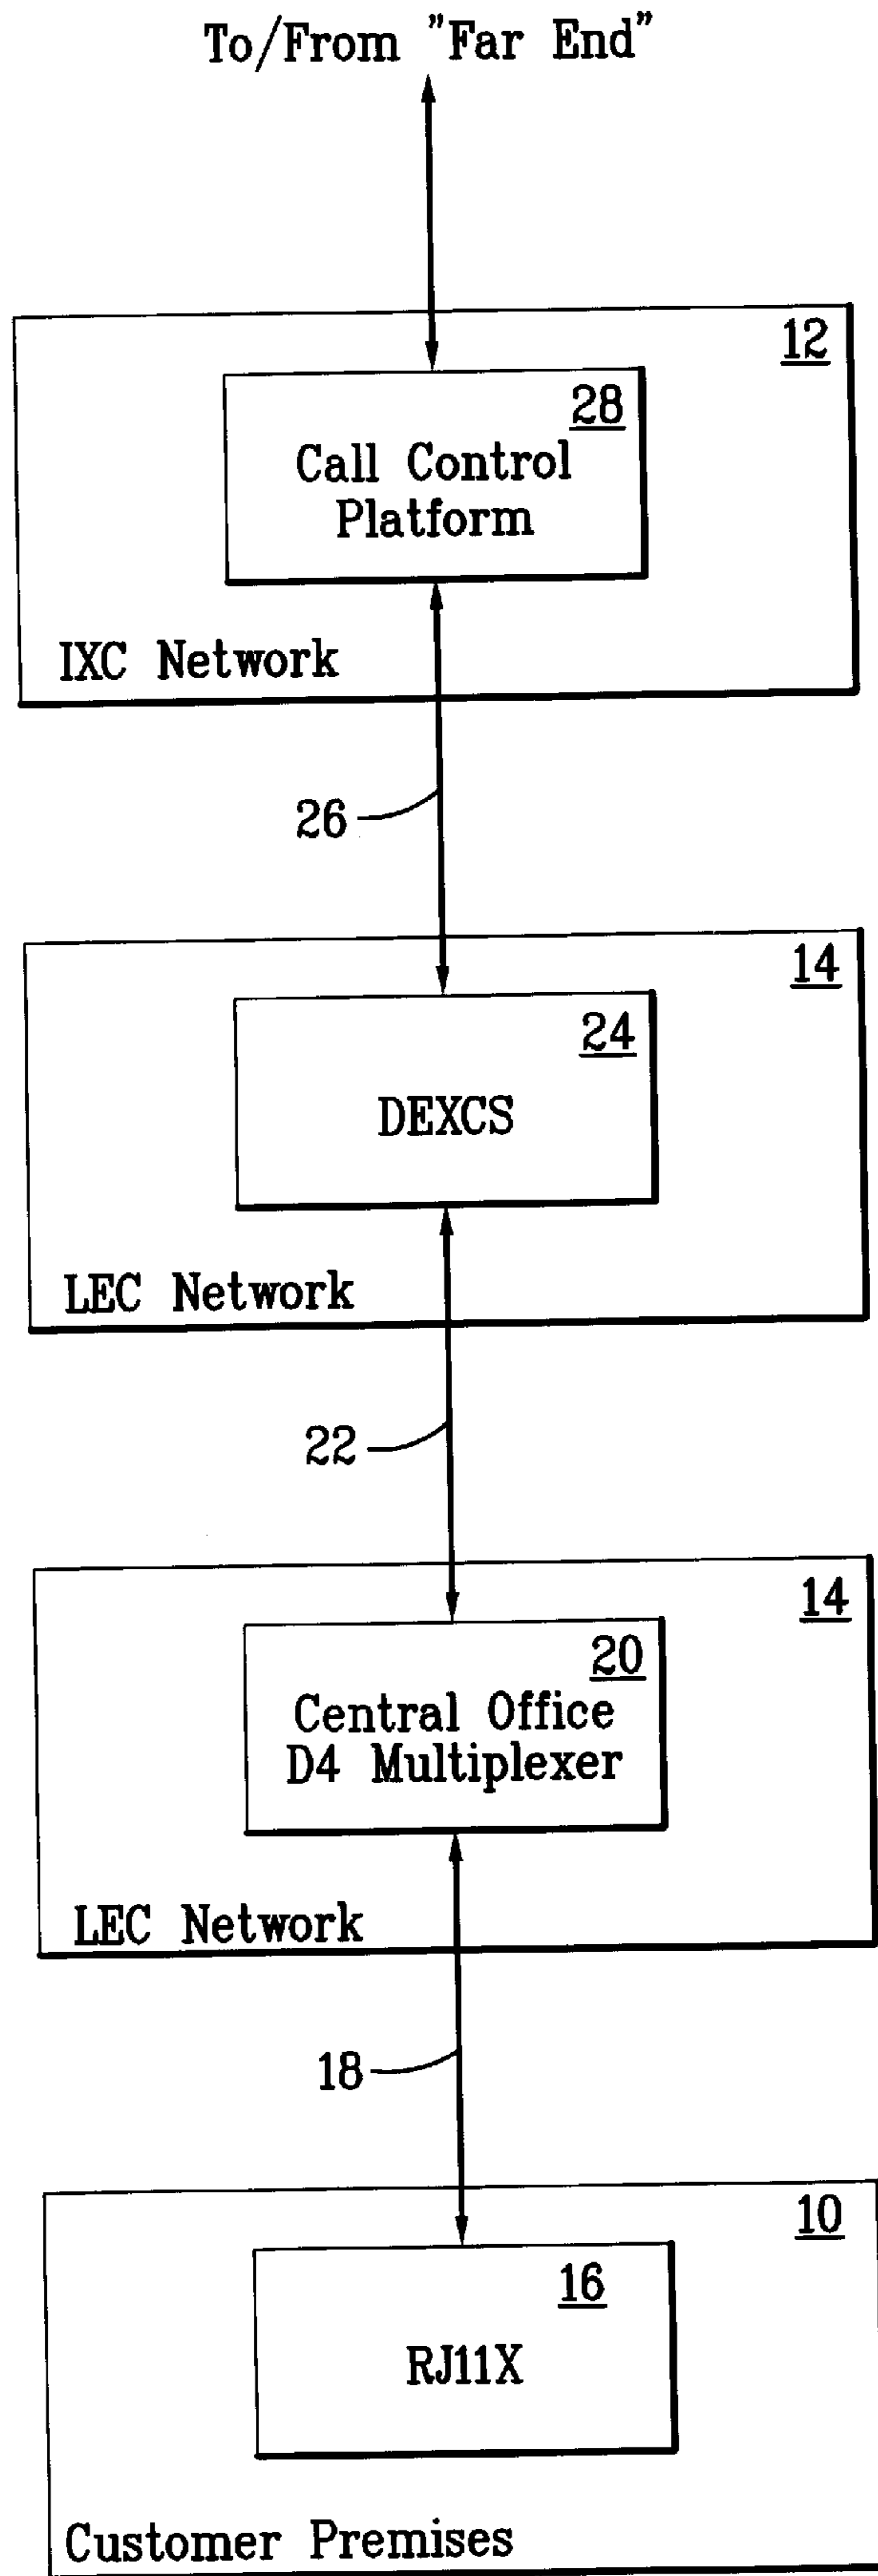 To/From "Far End"
12
28
Call Control
Platform
IXC Network
26
14
24
DEXCS
LEC Network
22
14
20
Central Office
D4 Multiplexer
LEC Network
18
10
16
RJ11X
Customer Premises